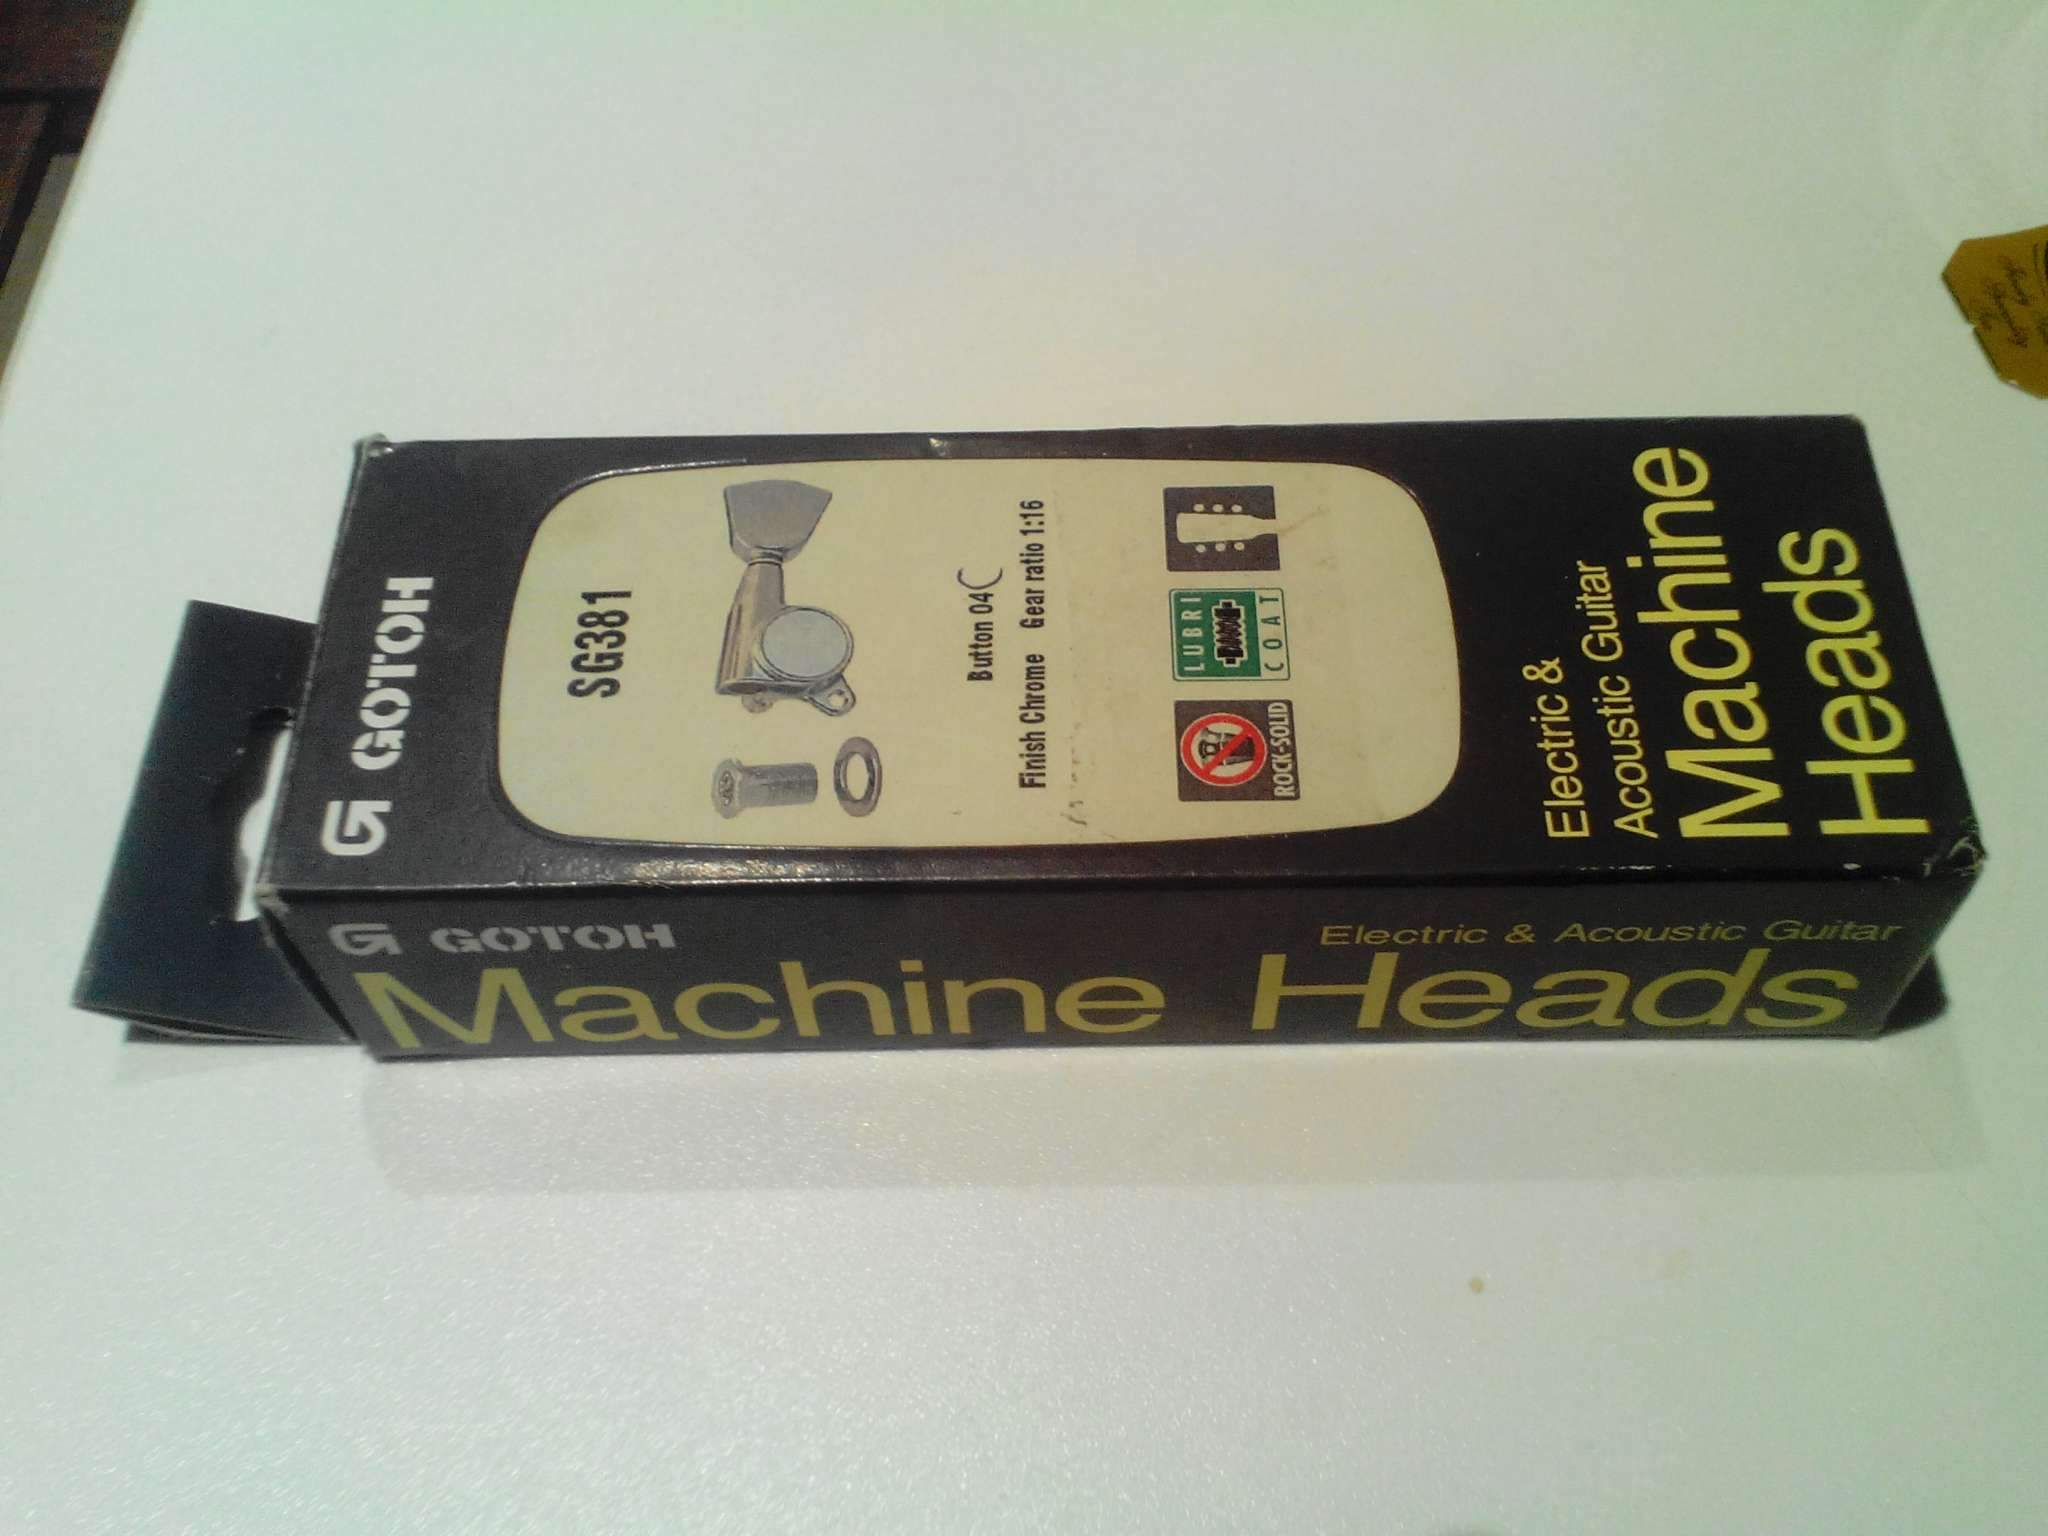 GOTOH
SG381
Button 04C
Finish Chrome Gear ratio 1:16
ROCK-SOLID
LUBRI
COAT
Electric &
Acoustic Guitar
Machine
Heads
GOTOH
Electric & Acoustic Guitar
Machine Heads